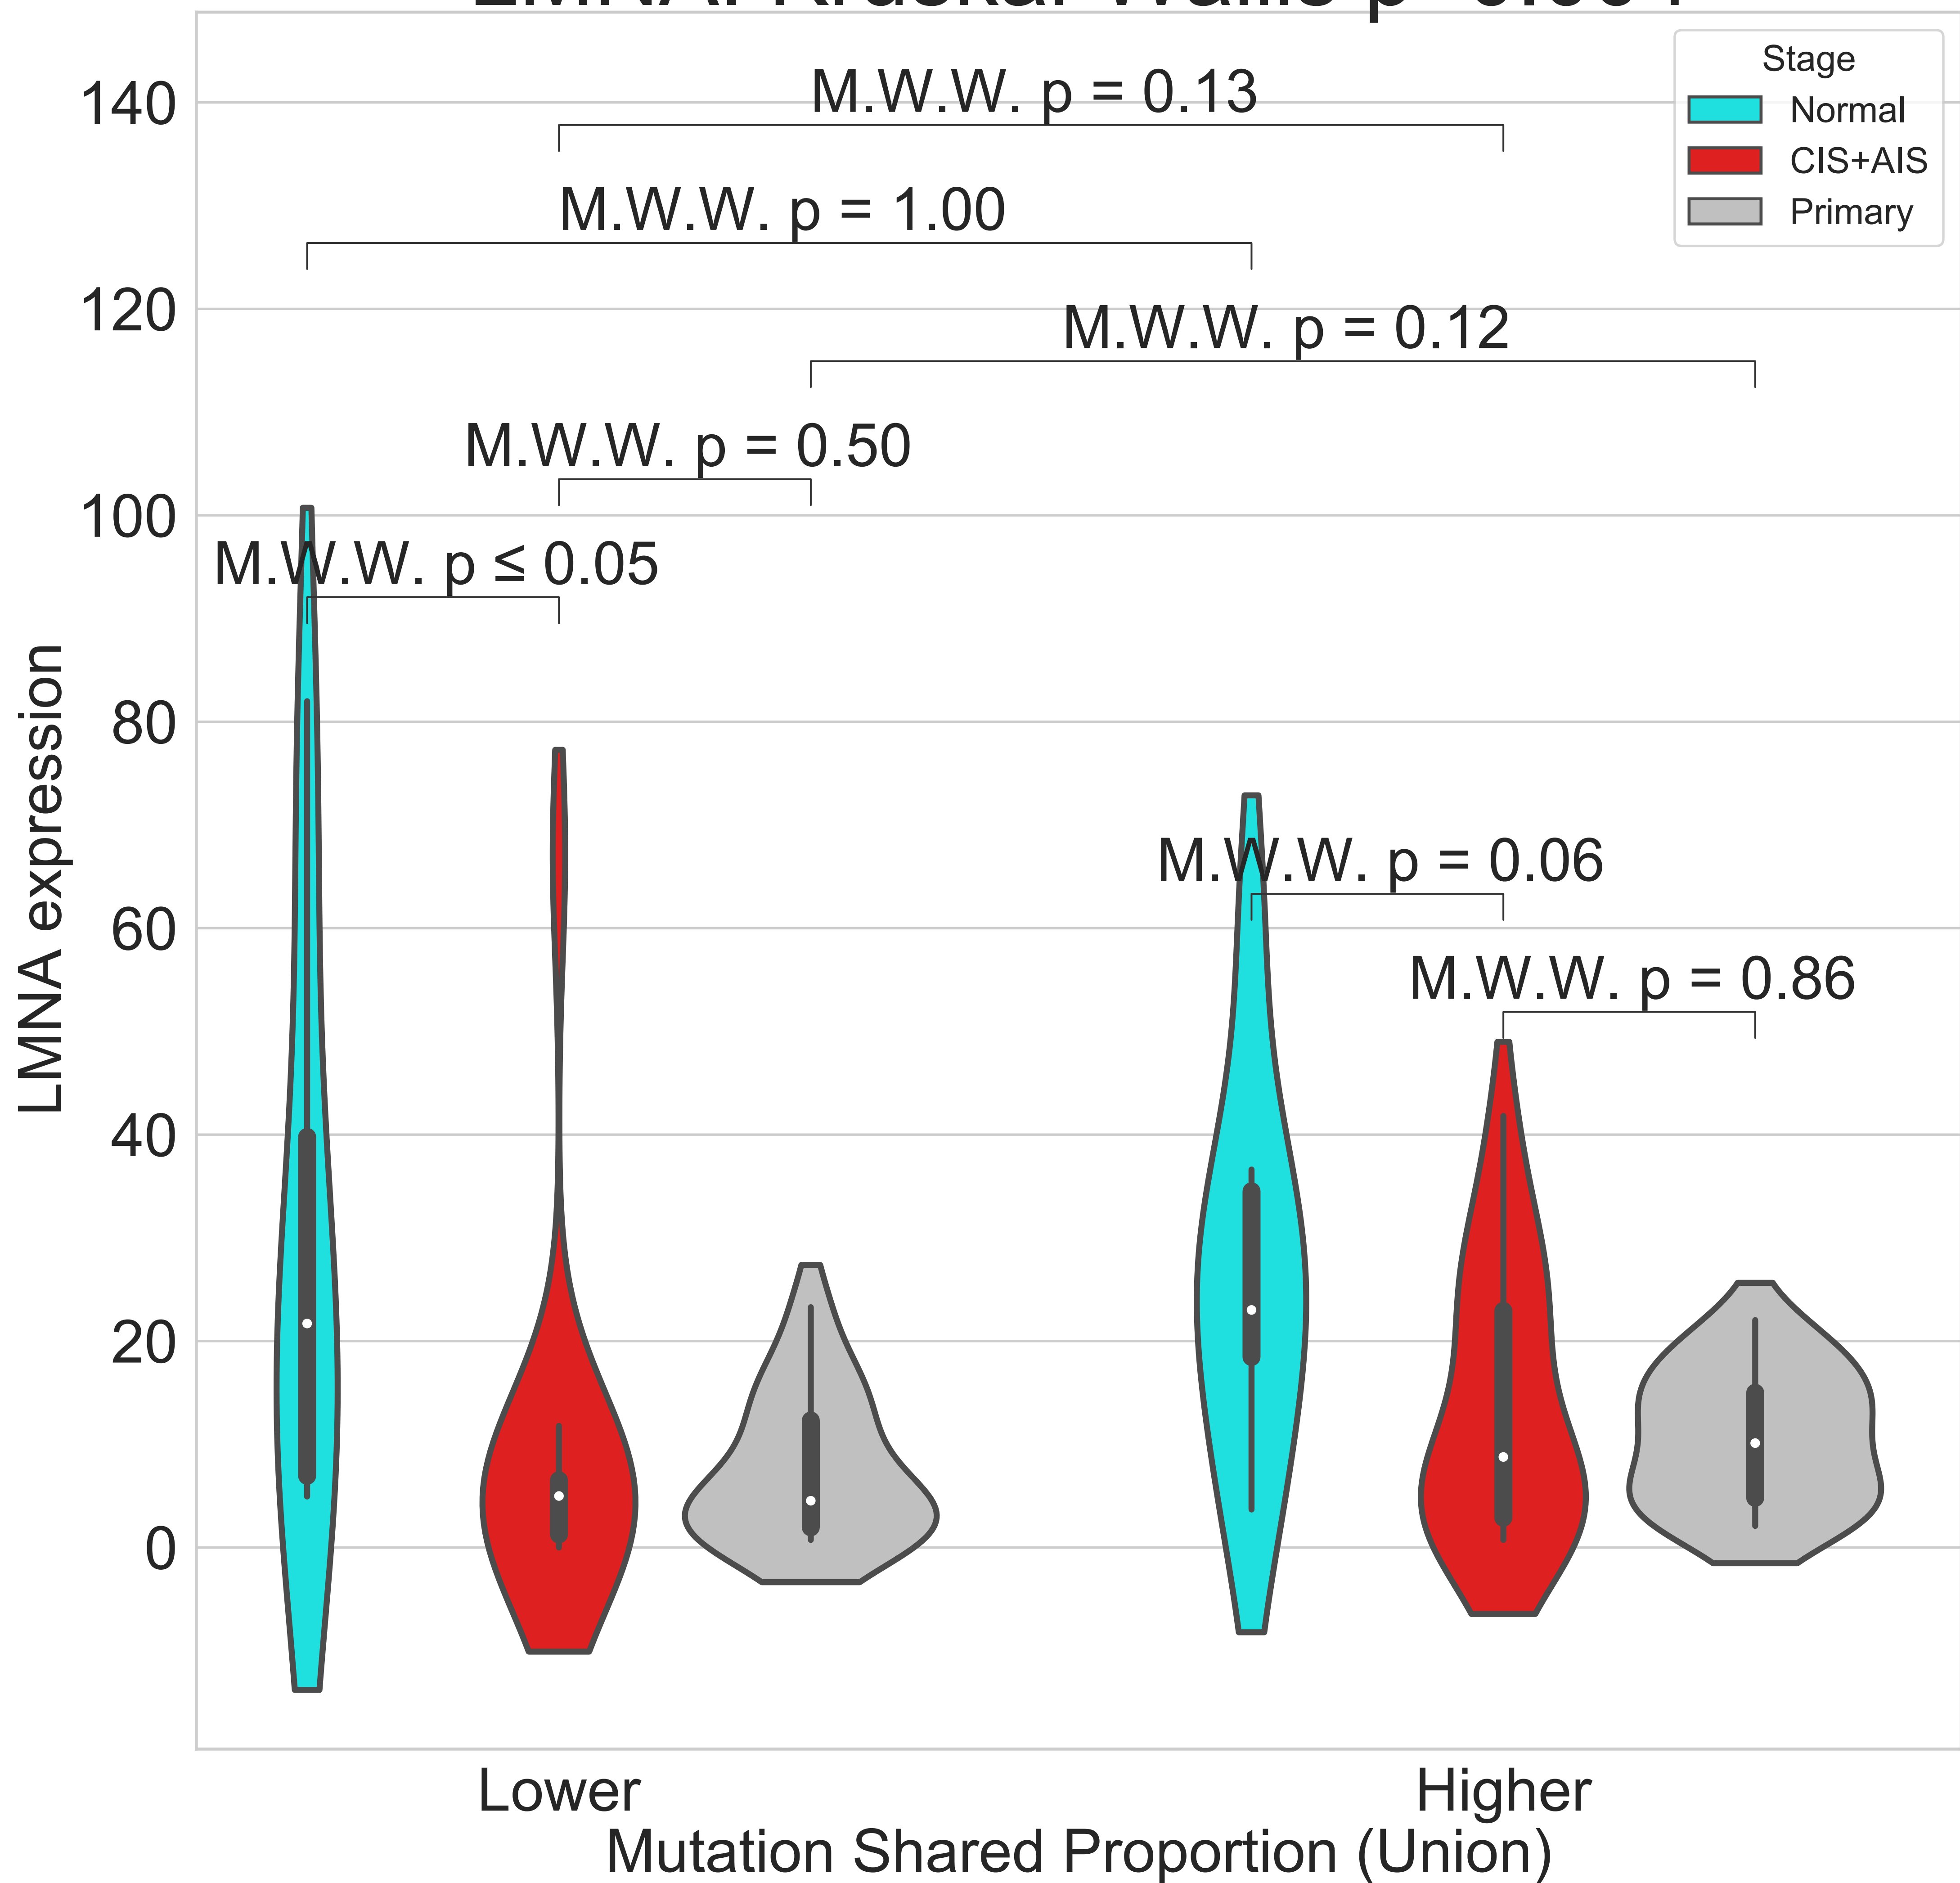 Stage
Normal
CIS+AIS
Primary
M.W.W. p = 0.13
M.W.W. p = 1.00
M.W.W. p = 0.12
M.W.W. p = 0.50
M.W.W. p ≤ 0.05
M.W.W. p = 0.06
M.W.W. p = 0.86
140
120
100
80
60
40
20
0
LMNA expression
Lower
Higher
Mutation Shared Proportion (Union)